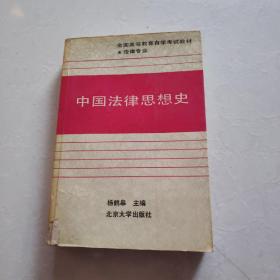 全国高等教育自学考试教材
★法律专业
中国法律思想史
杨鹤皋 主编
北京大学出版社